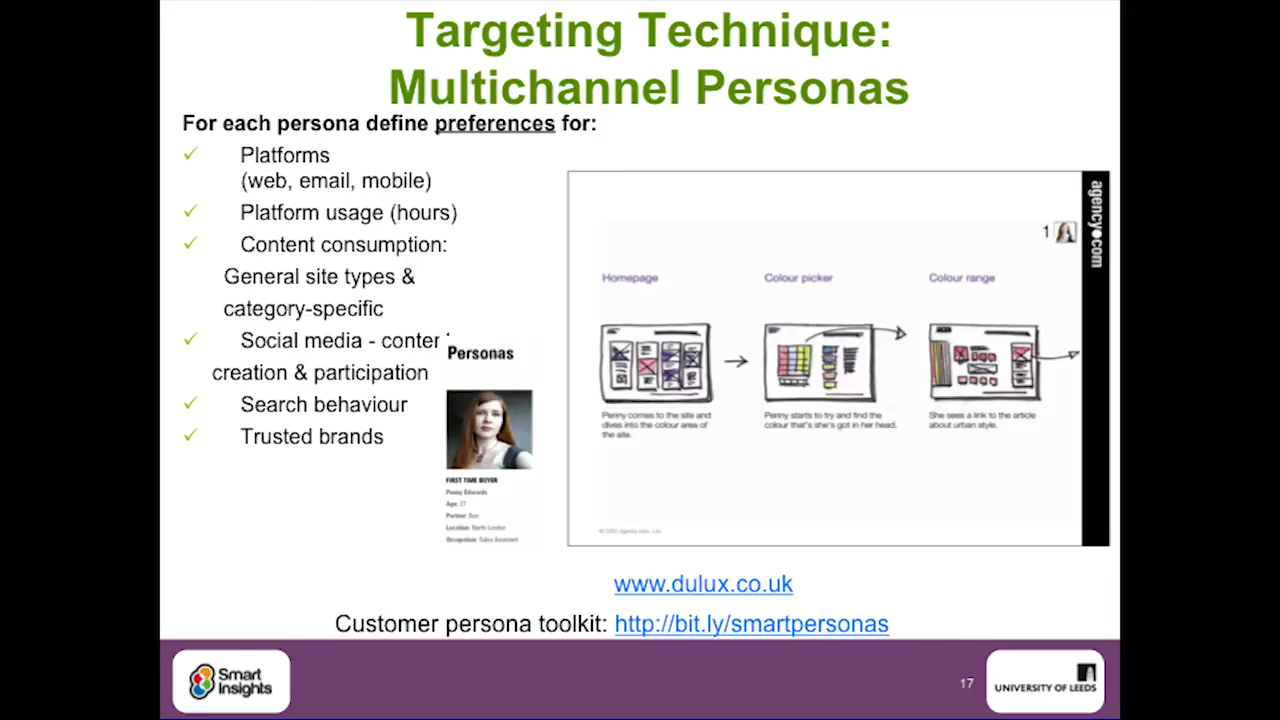 Targeting Technique:
Multichannel Personas
For each persona define preferences for:
Platforms
(web, email, mobile)
Platform usage (hours)
Content consumption:
General site types &
category-specific
Social media - conter
creation & participation
Search behaviour
Trusted brands
Personas
FIRST TIME BUYER
Penny Edwards
Age: 27
Partner: Ben
Location: North London
Occupation: Sales Assistant
agency.com
1
Homepage
Colour picker
Colour range
Penny comes to the site and
dives into the colour area of
the site.
Penny starts to try and find the
colour that's she's got in her head.
She sees a link to the article
about urban style.
www.dulux.co.uk
Customer persona toolkit: http://bit.ly/smartpersonas
Smart
Insights
17
UNIVERSITY OF LEEDS